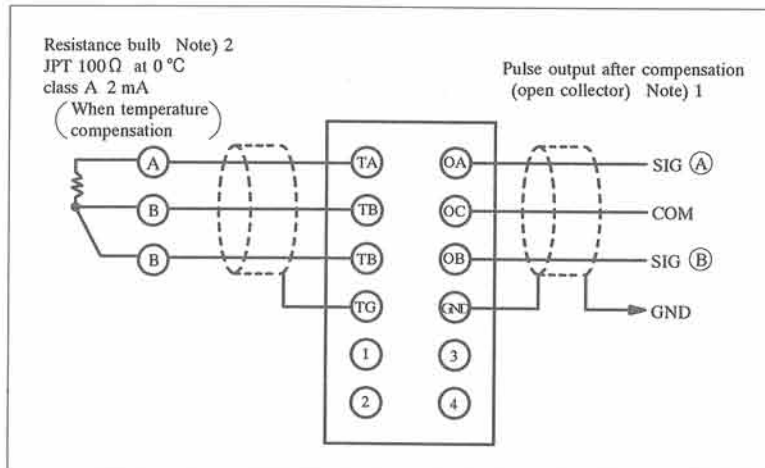 Resistance bulb Note) 2
JPT 100Ω at 0 °C
class A 2 mA
(When temperature
compensation)
Pulse output after compensation
(open collector) Note) 1
A
TA
OA
SIG Ⓐ
B
TB
OC
COM
B
TB
OB
SIG Ⓑ
TG
GND
GND
1
3
2
4